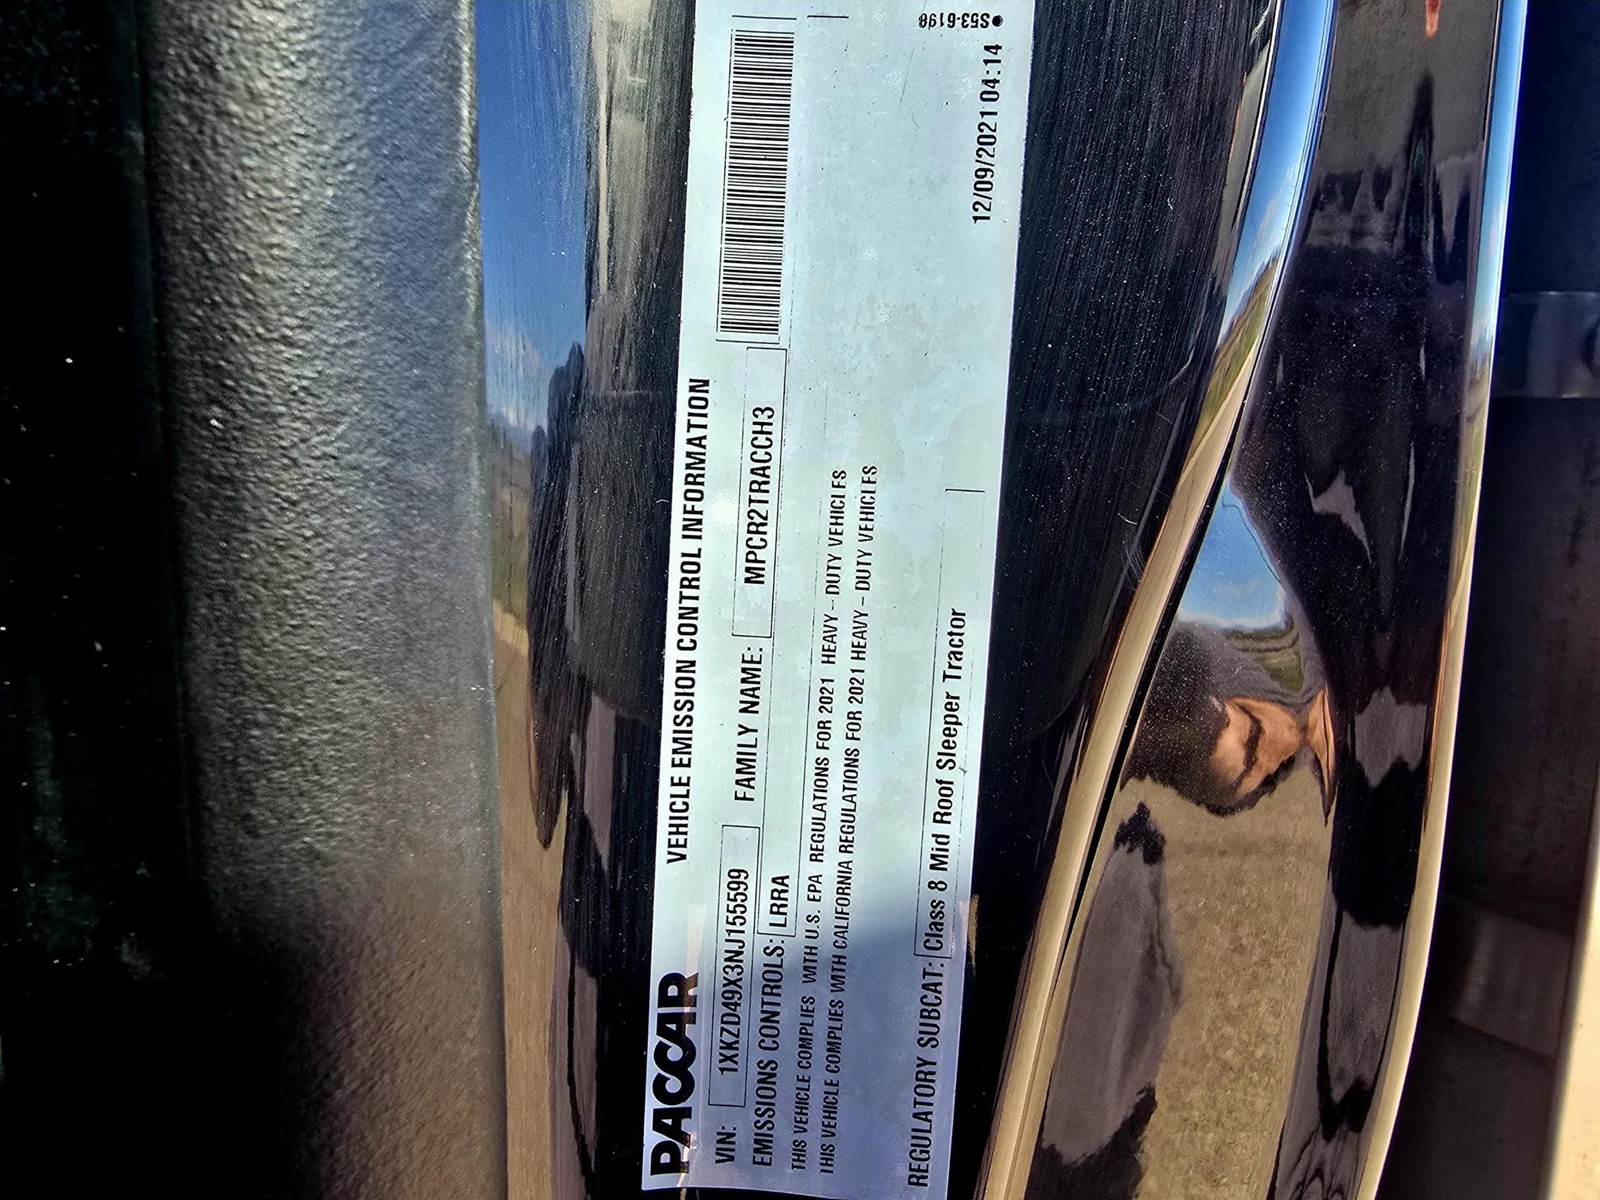 PACCAR
VEHICLE EMISSION CONTROL INFORMATION
VIN: 1XKZD49X3NJ155599 FAMILY NAME: MPCR2TRACCH3
EMISSIONS CONTROLS: LRRA
THIS VEHICLE COMPLIES WITH U.S. EPA REGULATIONS FOR 2021 HEAVY-DUTY VEHICLES
THIS VEHICLE COMPLIES WITH CALIFORNIA REGULATIONS FOR 2021 HEAVY-DUTY VEHICLES
REGULATORY SUBCAT: Class 8 Mid Roof Sleeper Tractor
12/09/2021 04:14
S53-6198